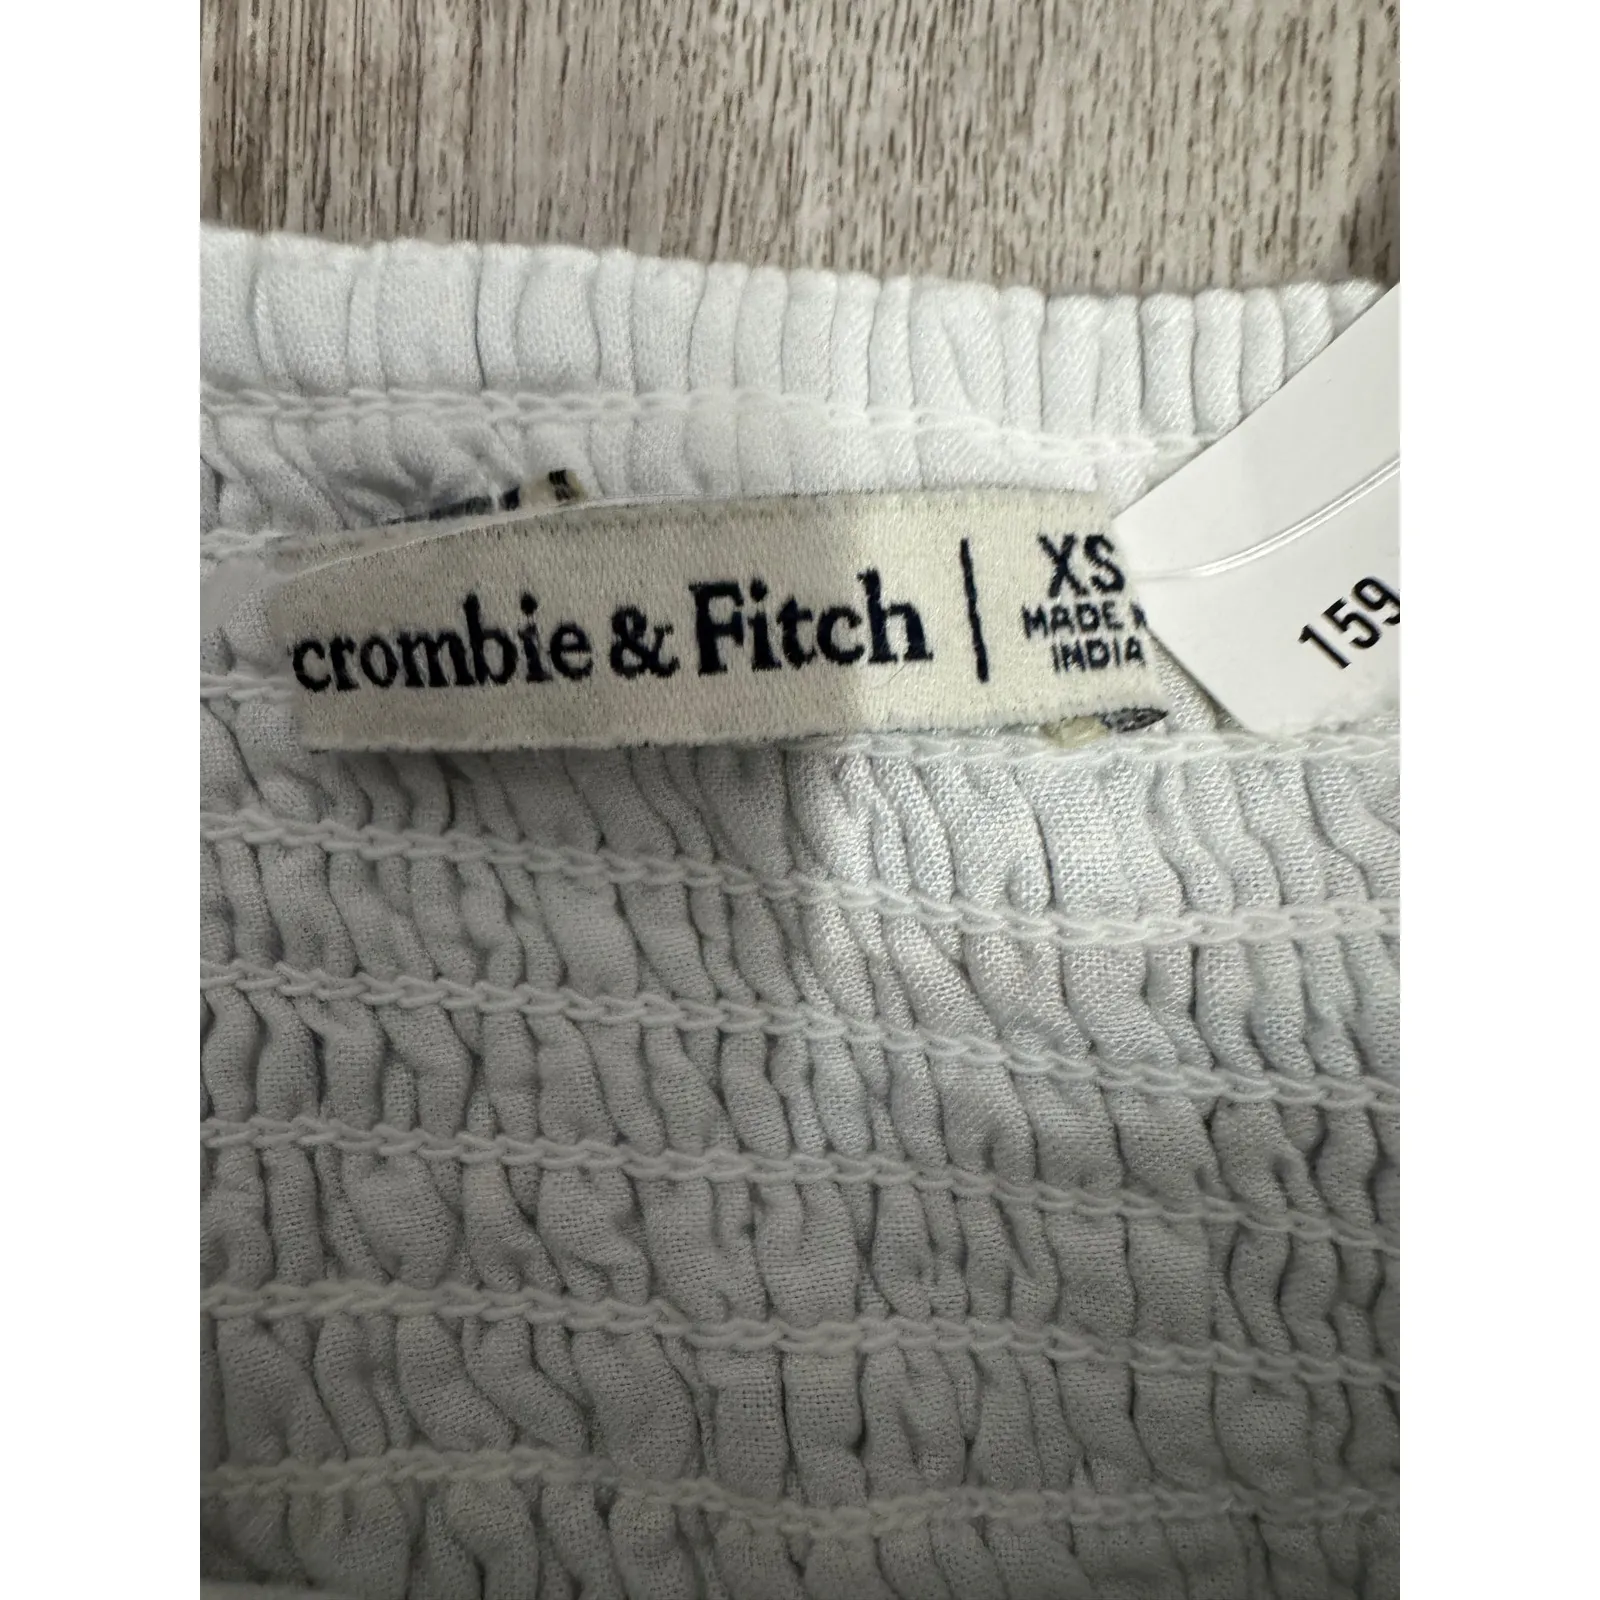 crombie & Fitch
XS
MADE
INDIA
159